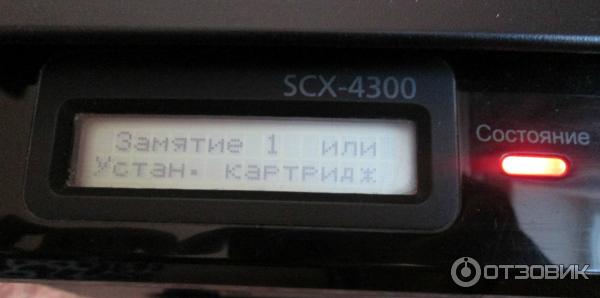 SCX-4300
Замятие 1 или
Устан. картридж
Состояние
ОТЗОВИК